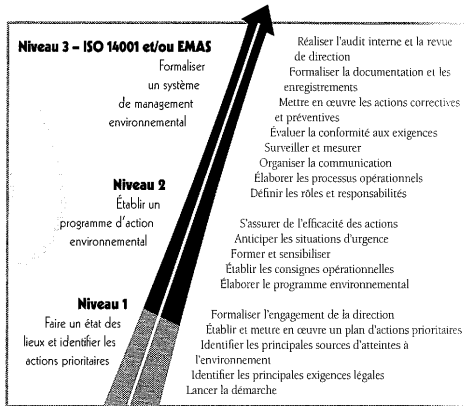 Niveau 3 – ISO 14001 et/ou EMAS
Formaliser
un système
de management
environnemental
Réaliser l'audit interne et la revue
de direction
Formaliser la documentation et les
enregistrements
Mettre en œuvre les actions correctives
et préventives
Évaluer la conformité aux exigences
Surveiller et mesurer
Organiser la communication
Élaborer les processus opérationnels
Définir les rôles et responsabilités
Niveau 2
Établir un
programme d'action
environnemental
S'assurer de l'efficacité des actions
Anticiper les situations d'urgence
Former et sensibiliser
Établir les consignes opérationnelles
Élaborer le programme environnemental
Niveau 1
Faire un état des
lieux et identifier les
actions prioritaires
Formaliser l'engagement de la direction
Établir et mettre en œuvre un plan d'actions prioritaires
Identifier les principales sources d'atteintes à
l'environnement
Identifier les principales exigences légales
Lancer la démarche